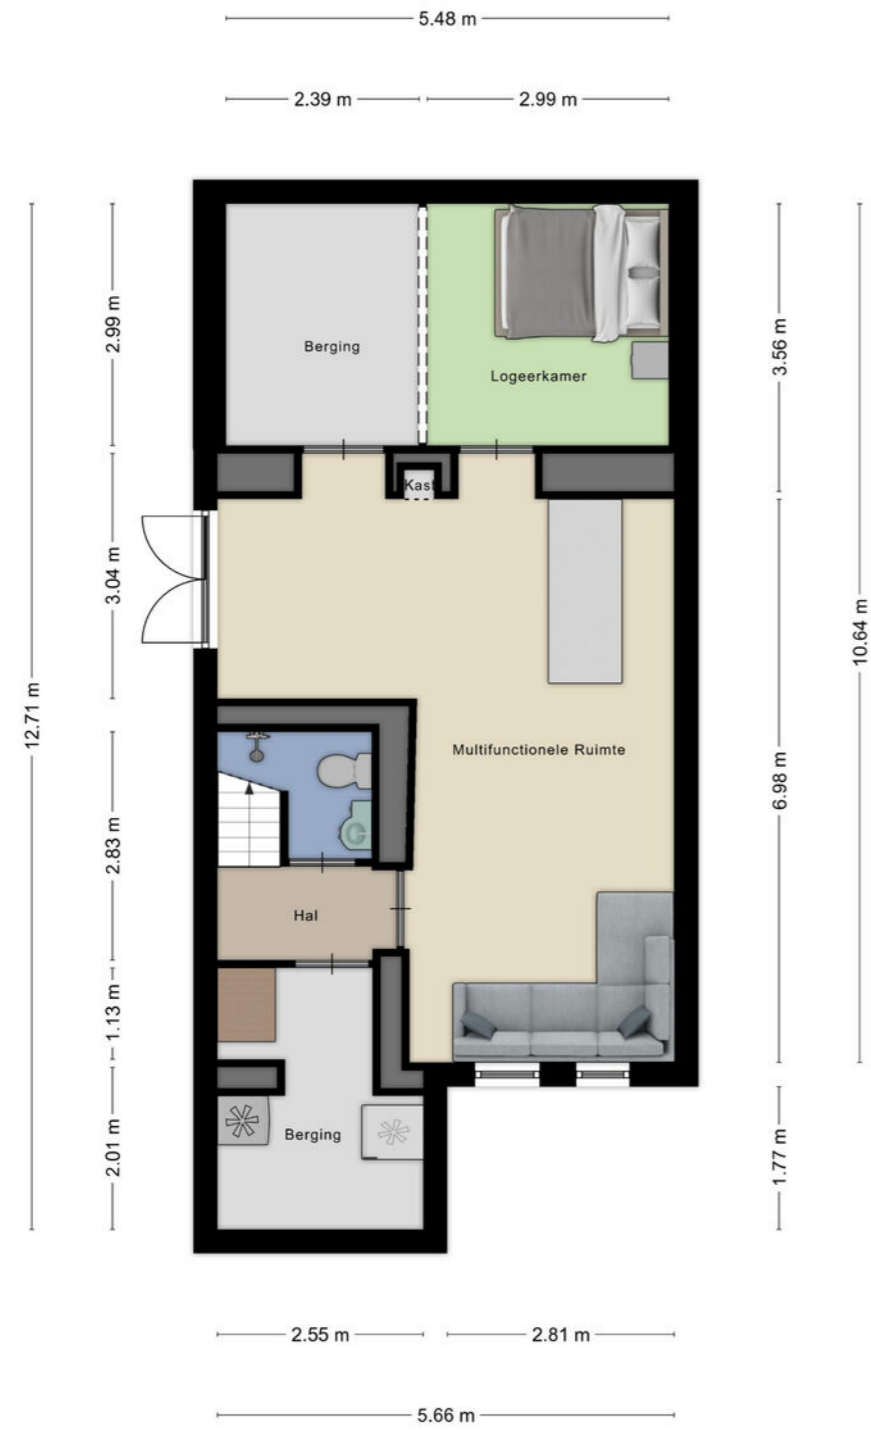 5.48 m
2.39 m
2.99 m
2.99 m
3.56 m
Berging
Logeerkamer
Kast
3.04 m
10.64 m
12.71 m
Multifunctionele Ruimte
6.98 m
2.83 m
Hal
1.13 m
2.01 m
Berging
1.77 m
2.55 m
2.81 m
5.66 m